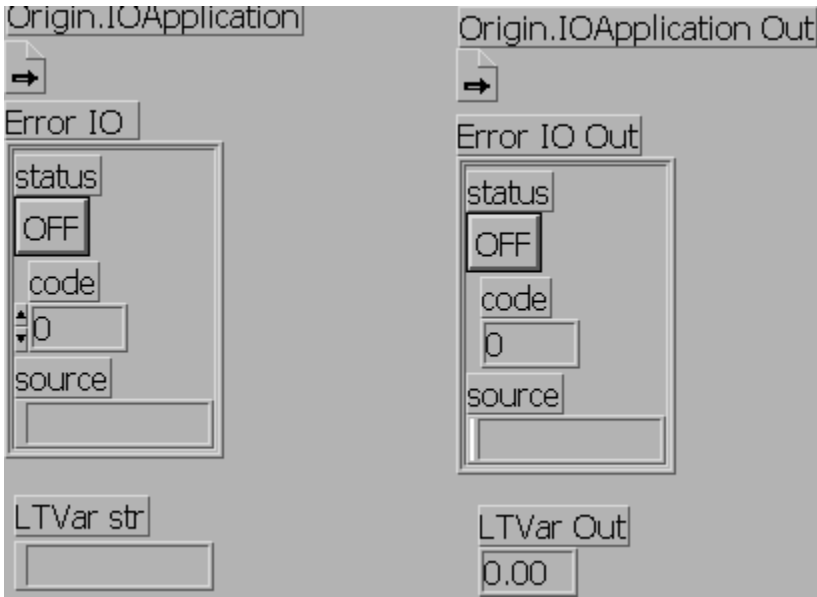 Origin.IOApplication
Error IO
status
OFF
code
0
source
LTVar str
Origin.IOApplication Out
Error IO Out
status
OFF
code
0
source
LTVar Out
0.00